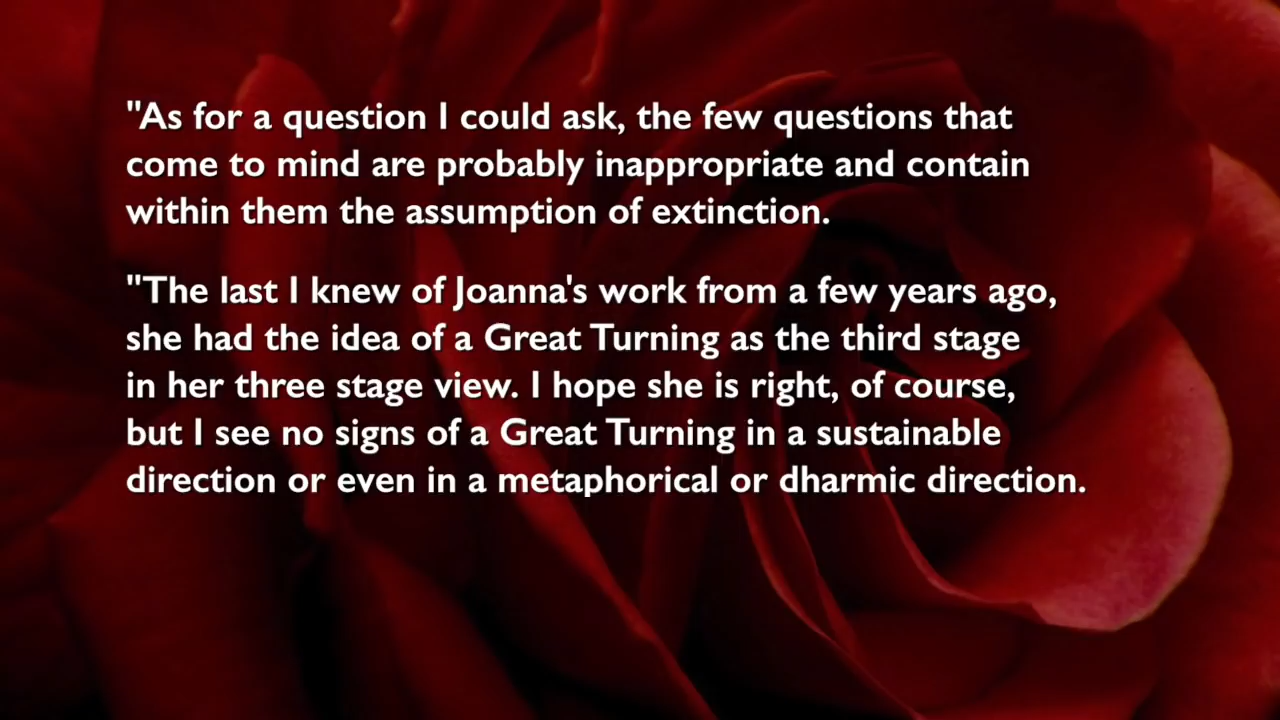 "As for a question I could ask, the few questions that
come to mind are probably inappropriate and contain
within them the assumption of extinction.
"The last I knew of Joanna's work from a few years ago,
she had the idea of a Great Turning as the third stage
in her three stage view. I hope she is right, of course,
but I see no signs of a Great Turning in a sustainable
direction or even in a metaphorical or dharmic direction.